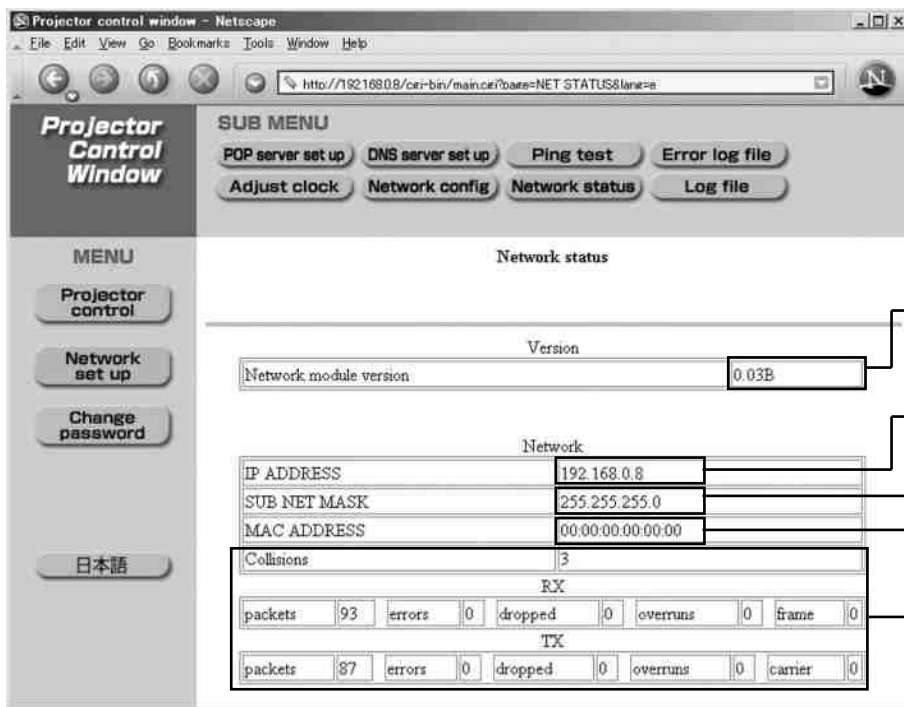 Projector control window - Netscape
File Edit View Go Bookmarks Tools Window Help
http://192.168.0.8/cgi-bin/main.cgi?page=NET_STATUS&lang=e
N
Projector
Control
Window
SUB MENU
POP server set up DNS server set up Ping test Error log file
Adjust clock Network config Network status Log file
MENU
Projector
control
Network
set up
Change
password
日本語
Network status
Version
Network module version 0.03B
Network
IP ADDRESS 192.168.0.8
SUB NET MASK 255.255.255.0
MAC ADDRESS 00:00:00:00:00:00
Collisions 3
RX
packets 93 errors 0 dropped 0 overruns 0 frame 0
TX
packets 87 errors 0 dropped 0 overruns 0 carrier 0